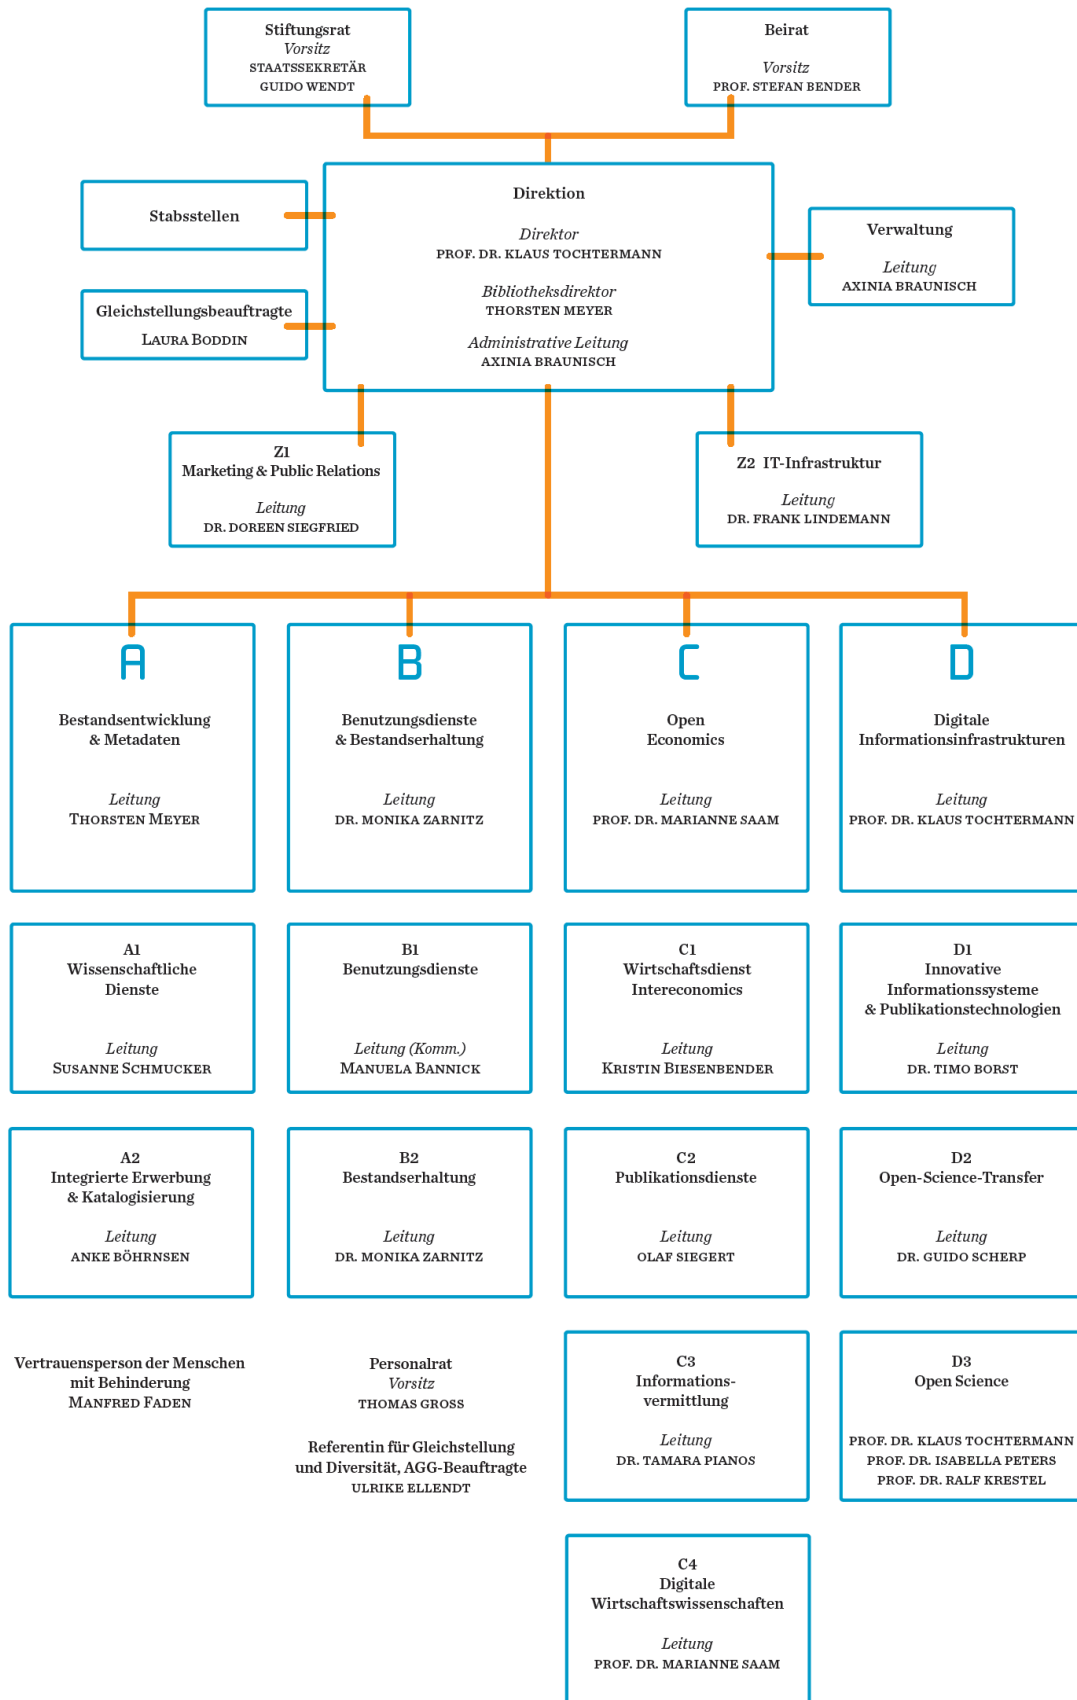 Stiftungsrat
Vorsitz
STAATSSEKRETÄR
GUIDO WENDT
Beirat
Vorsitz
PROF. STEFAN BENDER
Direktion
Direktor
PROF. DR. KLAUS TOCHTERMANN
Bibliotheksdirektor
THORSTEN MEYER
Administrative Leitung
AXINIA BRAUNISCH
Stabsstellen
Gleichstellungsbeauftragte
LAURA BODDIN
Verwaltung
Leitung
AXINIA BRAUNISCH
Z1
Marketing & Public Relations
Leitung
DR. DOREEN SIEGFRIED
Z2 IT-Infrastruktur
Leitung
DR. FRANK LINDEMANN
A
Bestandsentwicklung
& Metadaten
Leitung
THORSTEN MEYER
B
Benutzungsdienste
& Bestandserhaltung
Leitung
DR. MONIKA ZARNITZ
C
Open
Economics
Leitung
PROF. DR. MARIANNE SAAM
D
Digitale
Informationsinfrastrukturen
Leitung
PROF. DR. KLAUS TOCHTERMANN
A1
Wissenschaftliche
Dienste
Leitung
SUSANNE SCHMUCKER
B1
Benutzungsdienste
Leitung (Komm.)
MANUELA BANNICK
C1
Wirtschaftsdienst
Intereconomics
Leitung
KRISTIN BIESENBENDER
D1
Innovative
Informationssysteme
& Publikationstechnologien
Leitung
DR. TIMO BORST
A2
Integrierte Erwerbung
& Katalogisierung
Leitung
ANKE BÖHRNSEN
B2
Bestandserhaltung
Leitung
DR. MONIKA ZARNITZ
C2
Publikationsdienste
Leitung
OLAF SIEGERT
D2
Open-Science-Transfer
Leitung
DR. GUIDO SCHERP
Vertrauensperson der Menschen
mit Behinderung
MANFRED FADEN
Personalrat
Vorsitz
THOMAS GROSS
Referentin für Gleichstellung
und Diversität, AGG-Beauftragte
ULRIKE ELLENDT
C3
Informations-
vermittlung
Leitung
DR. TAMARA PIANOS
D3
Open Science
PROF. DR. KLAUS TOCHTERMANN
PROF. DR. ISABELLA PETERS
PROF. DR. RALF KRESTEL
C4
Digitale
Wirtschaftswissenschaften
Leitung
PROF. DR. MARIANNE SAAM